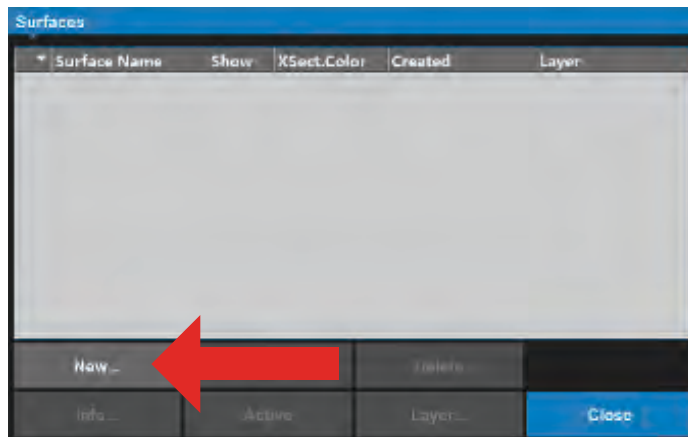 Surfaces
Surface Name Show XSect.Color Created Layer
New... Delete
Info... Active Layer... Close